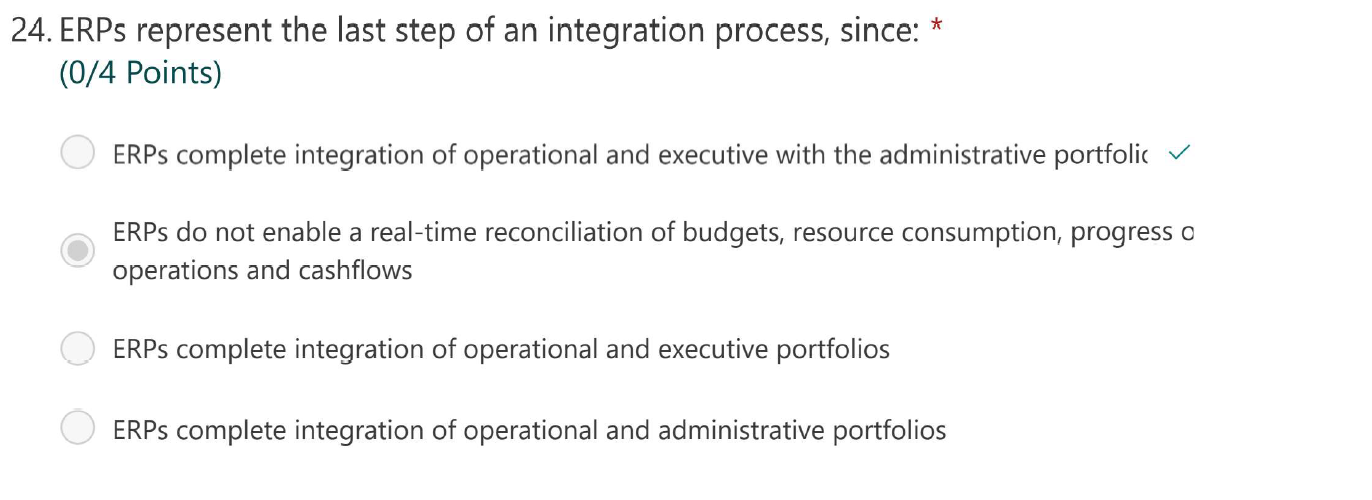 24. ERPs represent the last step of an integration process, since: *
(0/4 Points)
ERPs complete integration of operational and executive with the administrative
ERPs do not enable a real-time reconciliation of budgets, resource consumption, progress
operations and cashflows
ERPs complete integration of operational and executive portfolios
ERPs complete integration of operational and administrative portfolios